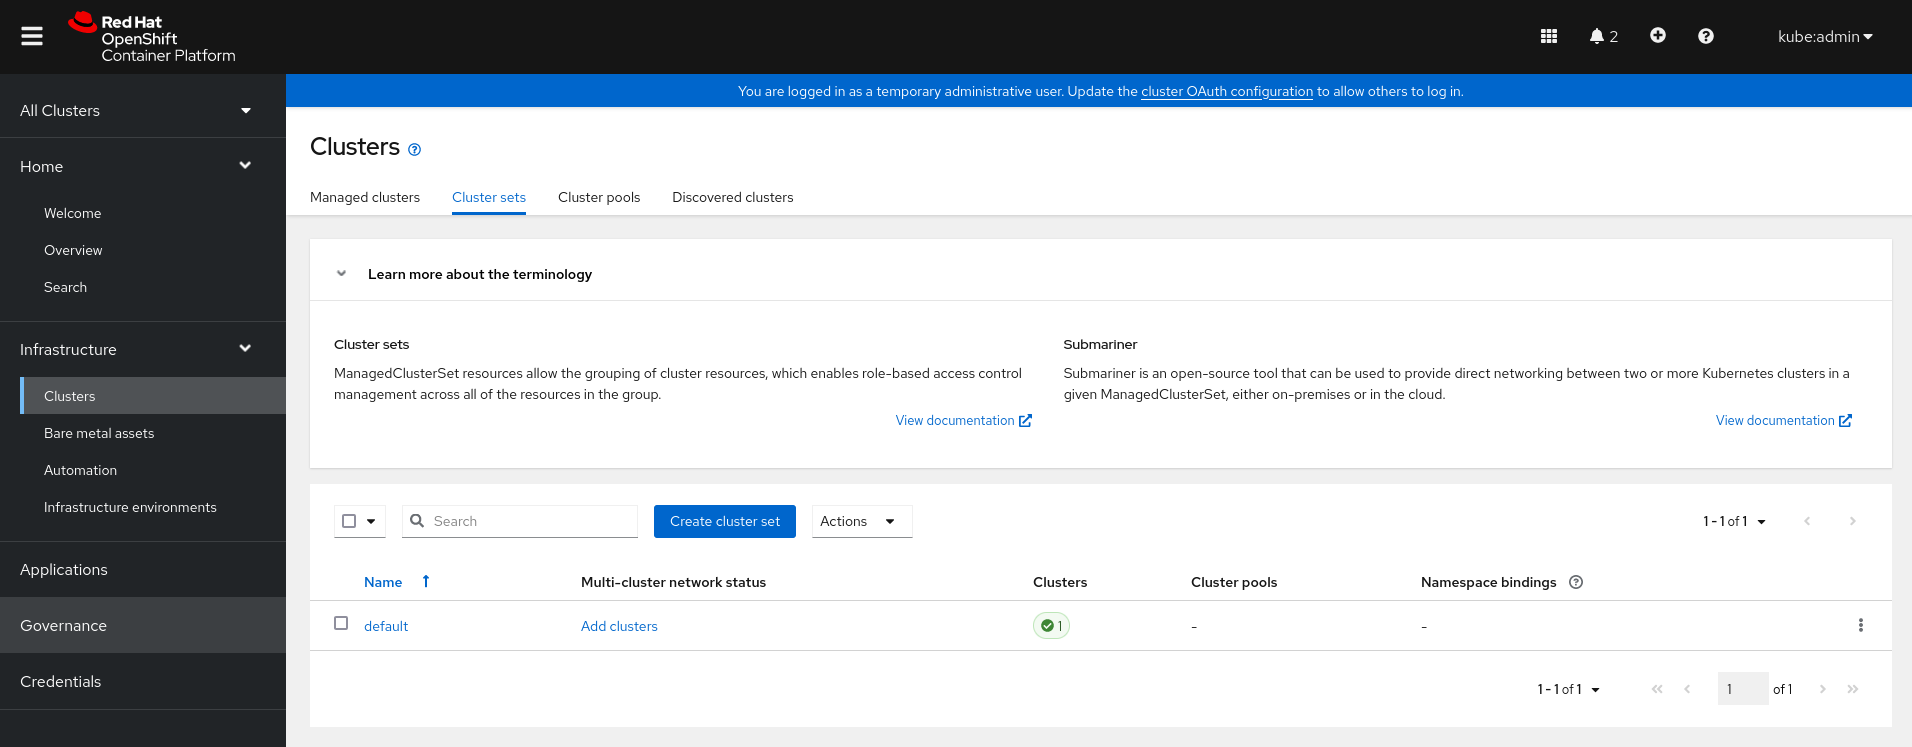 Red Hat
OpenShift
Container Platform
2
kube:admin
All Clusters
Home
Welcome
Overview
Search
Infrastructure
Clusters
Bare metal assets
Automation
Infrastructure environments
Applications
Governance
Credentials
You are logged in as a temporary administrative user. Update the cluster OAuth configuration to allow others to log in.
Clusters
Managed clusters Cluster sets Cluster pools Discovered clusters
Learn more about the terminology
Cluster sets
ManagedClusterSet resources allow the grouping of cluster resources, which enables role-based access control
management across all of the resources in the group.
View documentation
Submariner
Submariner is an open-source tool that can be used to provide direct networking between two or more Kubernetes clusters in a
given ManagedClusterSet, either on-premises or in the cloud.
View documentation
Search Create cluster set Actions 1 - 1 of 1
Name Multi-cluster network status Clusters Cluster pools Namespace bindings
default Add clusters 1 - -
1 - 1 of 1 1 of 1